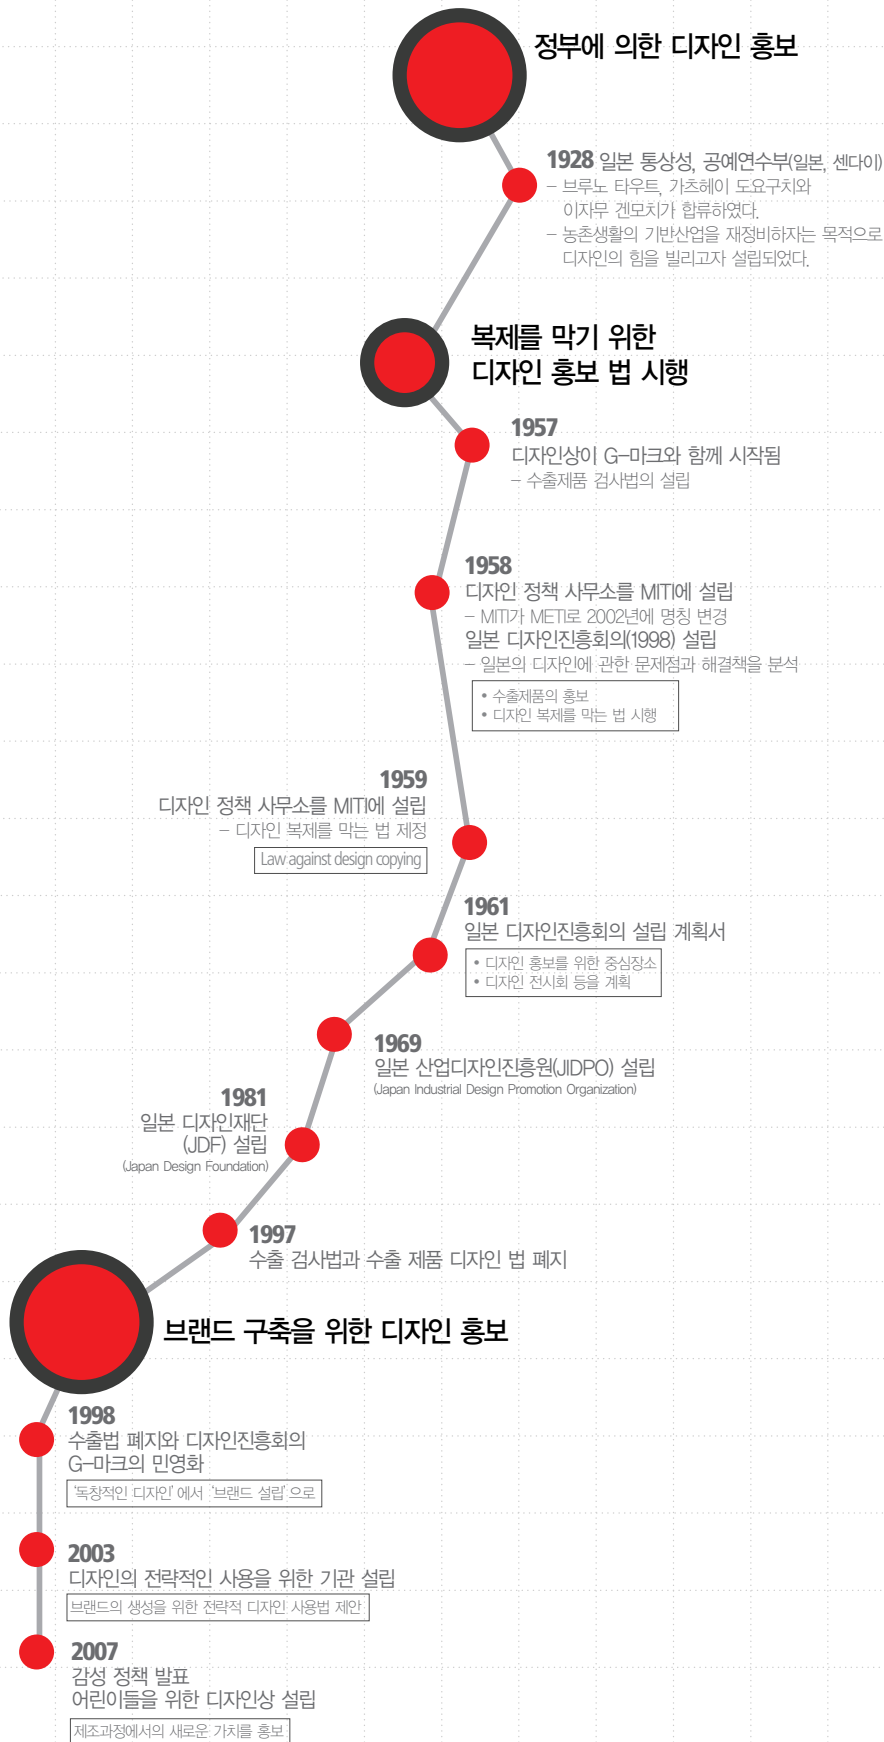 정부에 의한 디자인 홍보
1928 일본 통상성, 공예연수부(일본, 센다이)
– 브루노 타우트, 가츠헤이 도요구치와
이자무 겐모치가 합류하였다.
– 농촌생활의 기반산업을 재정비하자는 목적으로
디자인의 힘을 빌리고자 설립되었다.
복제를 막기 위한
디자인 홍보 법 시행
1957
디자인상이 G-마크와 함께 시작됨
– 수출제품 검사법의 설립
1958
디자인 정책 사무소를 MITI에 설립
– MITI가 METI로 2002년에 명칭 변경
일본 디자인진흥회의(1998) 설립
– 일본의 디자인에 관한 문제점과 해결책을 분석
• 수출제품의 홍보
• 디자인 복제를 막는 법 시행
1959
디자인 정책 사무소를 MITI에 설립
– 디자인 복제를 막는 법 제정
Law against design copying
1961
일본 디자인진흥회의 설립 계획서
• 디자인 홍보를 위한 중심장소
• 디자인 전시회 등을 계획
1969
일본 산업디자인진흥원(JIDPO) 설립
(Japan Industrial Design Promotion Organization)
1981
일본 디자인재단
(JDF) 설립
(Japan Design Foundation)
1997
수출 검사법과 수출 제품 디자인 법 폐지
브랜드 구축을 위한 디자인 홍보
1998
수출법 폐지와 디자인진흥회의
G-마크의 민영화
'독창적인 디자인' 에서 '브랜드 설립' 으로
2003
디자인의 전략적인 사용을 위한 기관 설립
브랜드의 생성을 위한 전략적 디자인 사용법 제안
2007
감성 정책 발표
어린이들을 위한 디자인상 설립
제조과정에서의 새로운 가치를 홍보